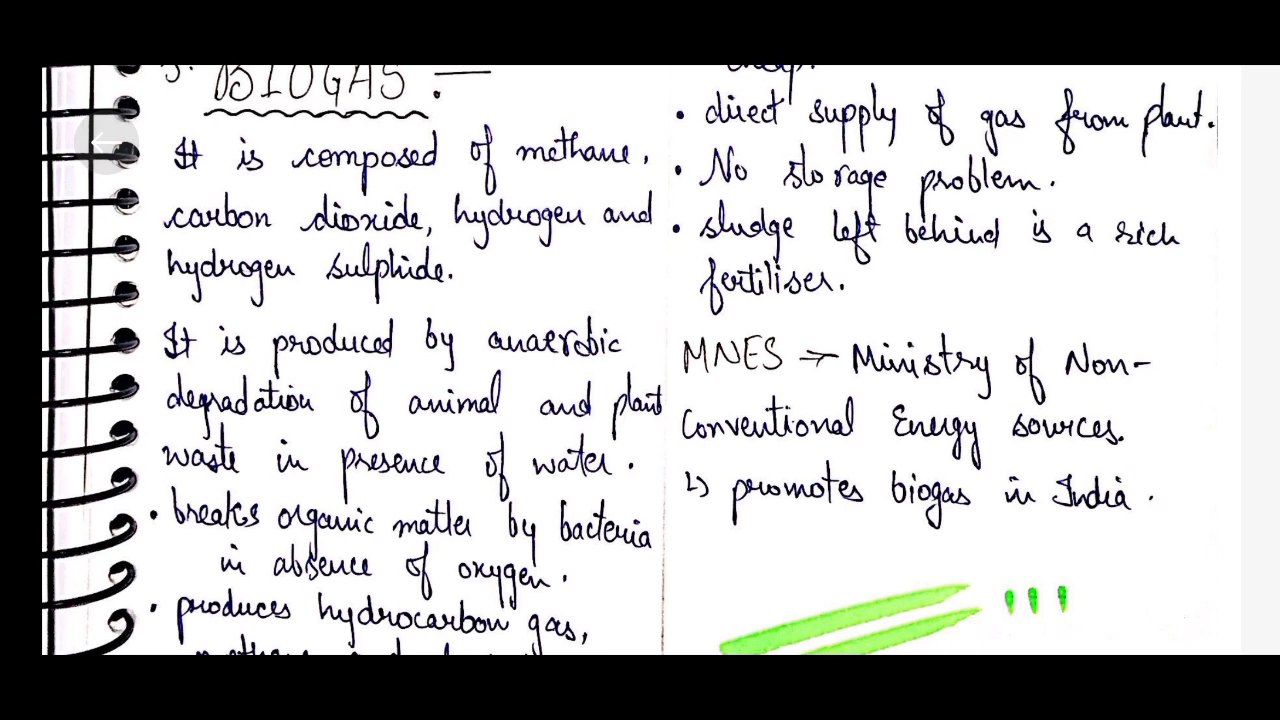 BIOGAS :-
It is composed of methane,
carbon dioxide, hydrogen and
hydrogen sulphide.
It is produced by anaerobic
degradation of animal and plant
waste in presence of water.
• breaks organic matter by bacteria
in absence of oxygen.
• produces hydrocarbon gas,
• direct supply of gas from plant.
• No storage problem.
• sludge left behind is a rich
fertiliser.
MNES → Ministry of Non-
Conventional Energy sources.
↳ promotes biogas in India.